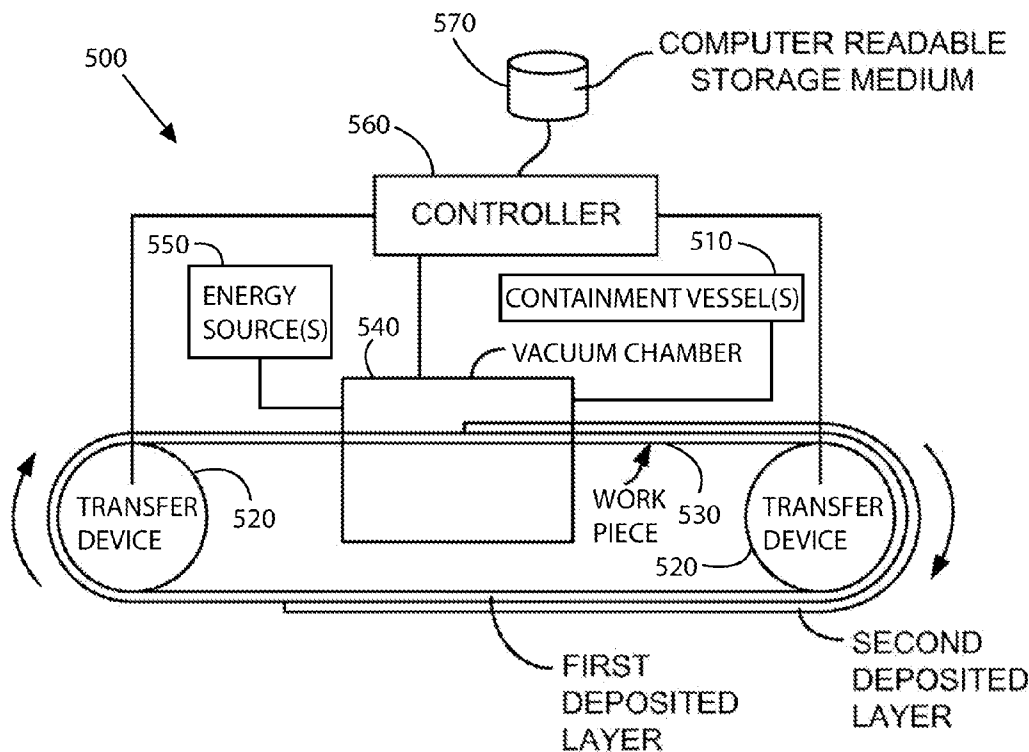 570
COMPUTER READABLE
STORAGE MEDIUM
500
560
CONTROLLER
550
ENERGY
SOURCE(S)
510
CONTAINMENT VESSEL(S)
540
VACUUM CHAMBER
TRANSFER
DEVICE
520
WORK
PIECE
530
TRANSFER
DEVICE
520
FIRST
DEPOSITED
LAYER
SECOND
DEPOSITED
LAYER